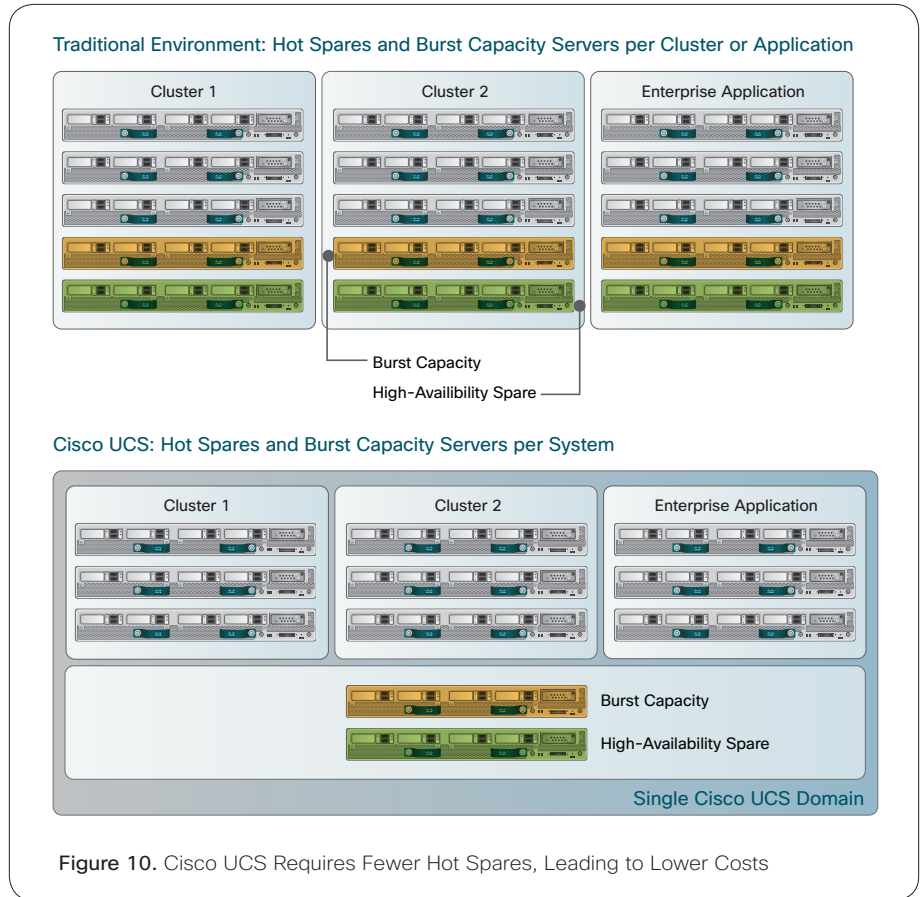 Traditional Environment: Hot Spares and Burst Capacity Servers per Cluster or Application
Cluster 1
Cluster 2
Enterprise Application
Burst Capacity
High-Availibility Spare
Cisco UCS: Hot Spares and Burst Capacity Servers per System
Cluster 1
Cluster 2
Enterprise Application
Burst Capacity
High-Availability Spare
Single Cisco UCS Domain
Figure 10. Cisco UCS Requires Fewer Hot Spares, Leading to Lower Costs